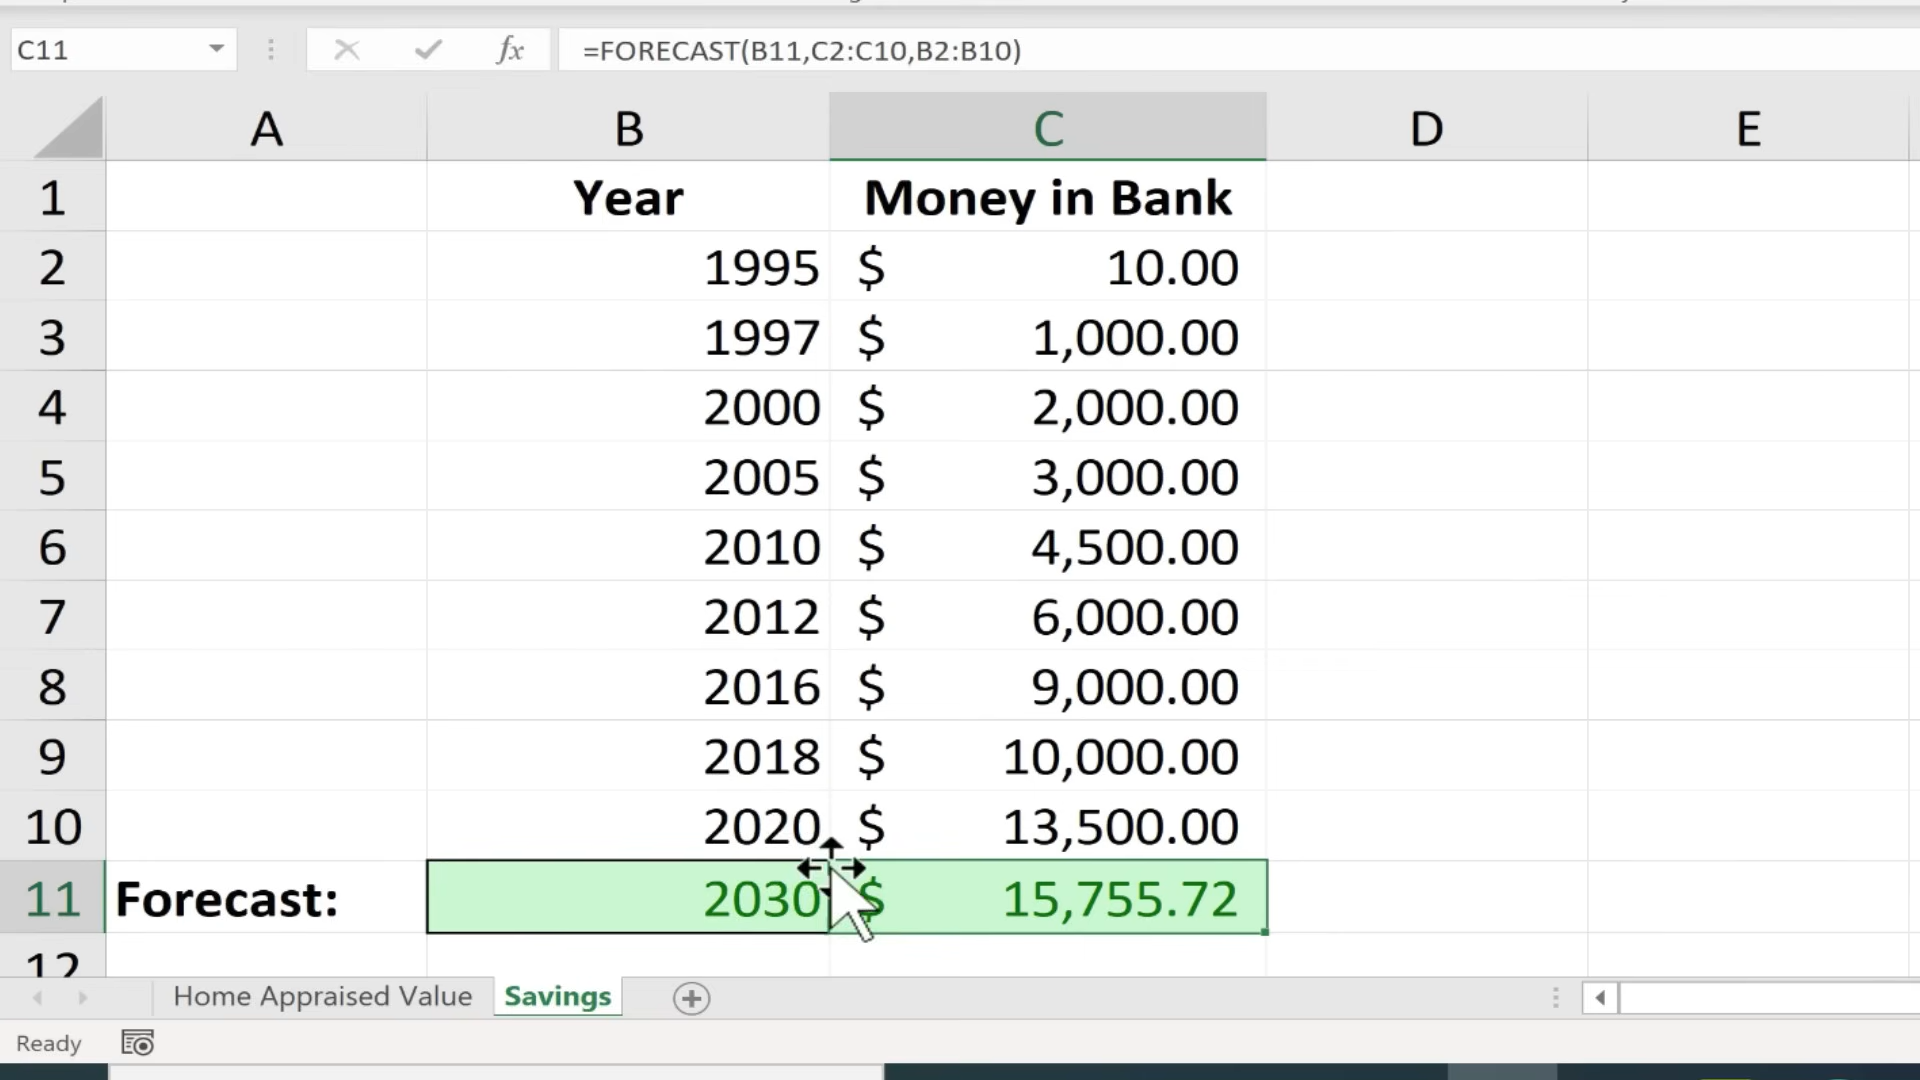 C11 fx =FORECAST(B11,C2:C10,B2:B10)
A B C D E
1 Year Money in Bank
2 1995 $ 10.00
3 1997 $ 1,000.00
4 2000 $ 2,000.00
5 2005 $ 3,000.00
6 2010 $ 4,500.00
7 2012 $ 6,000.00
8 2016 $ 9,000.00
9 2018 $ 10,000.00
10 2020 $ 13,500.00
11 Forecast: 2030 $ 15,755.72
12
Home Appraised Value Savings
Ready